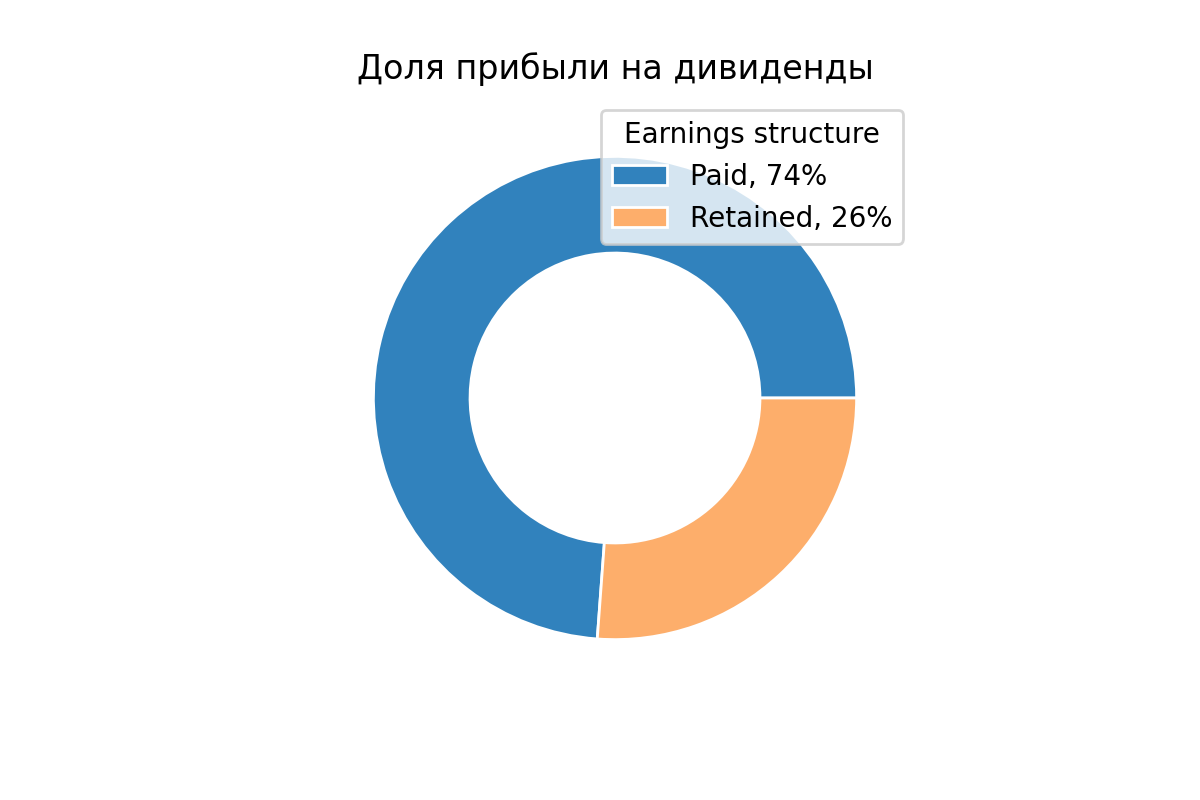 Доля прибыли на дивиденды
Earnings structure
Paid, 74%
Retained, 26%